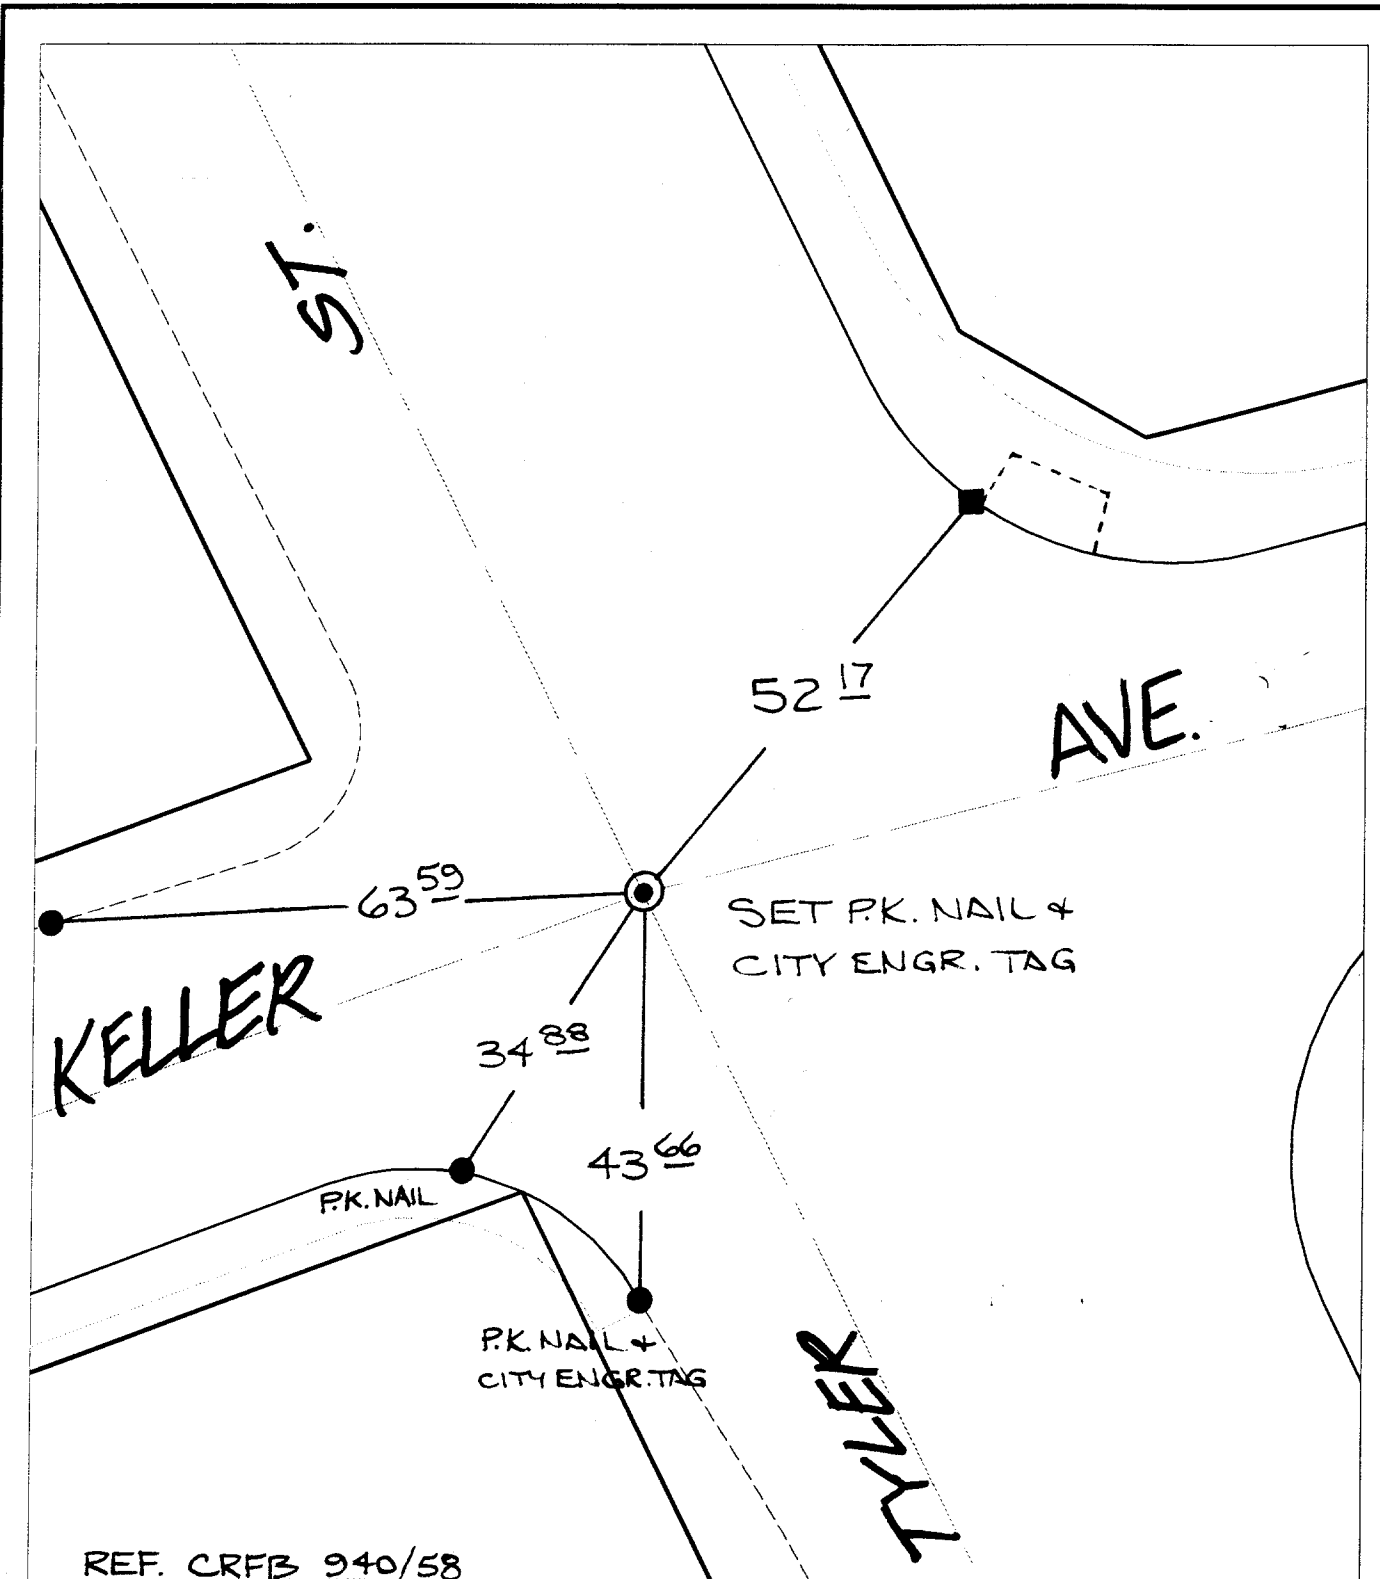 ST.
52 17
AVE.
63 59
SET P.K. NAIL &
CITY ENGR. TAG
KELLER
34 88
43 66
P.K. NAIL
P.K. NAIL &
CITY ENGR. TAG
TYLER
REF. CRFB 940/58